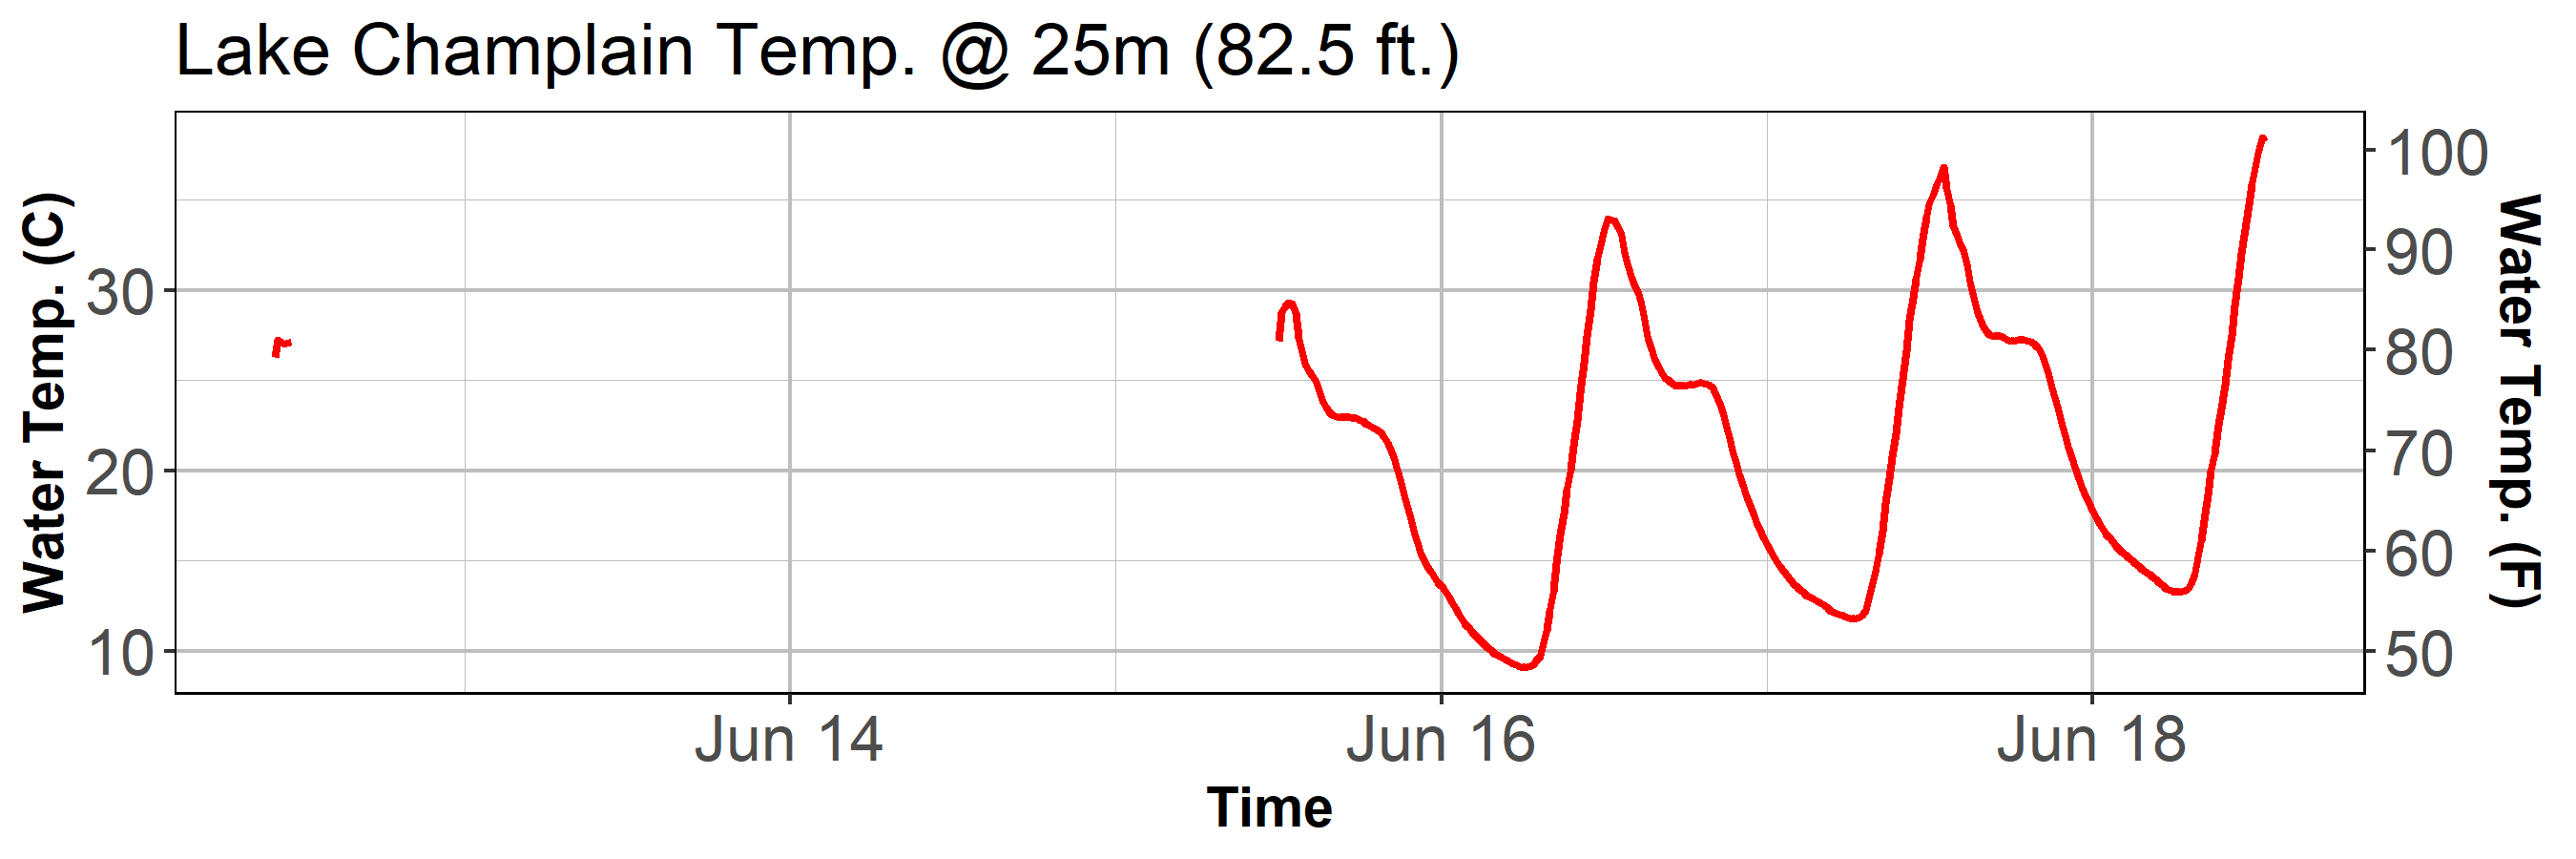 Lake Champlain Temp. @ 25m (82.5 ft.)
Water Temp. (C)
30
20
10
100
90
80
70
60
50
Water Temp. (F)
Jun 14
Jun 16
Jun 18
Time